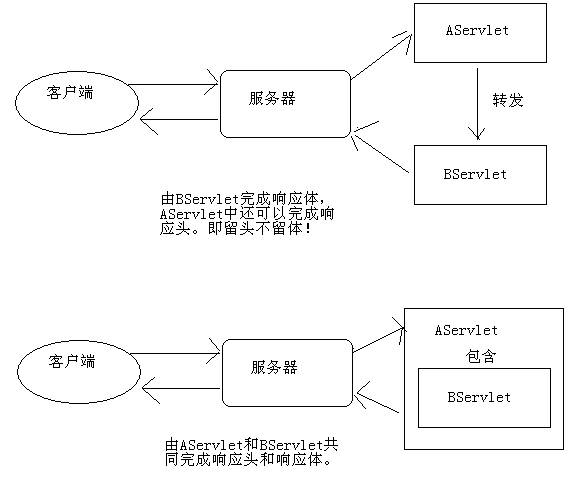 AServlet
客户端
服务器
转发
BServlet
由BServlet完成响应体，
AServlet中还可以完成响
应头。即留头不留体！
AServlet
客户端
服务器
包含
BServlet
由AServlet和BServlet共
同完成响应头和响应体。